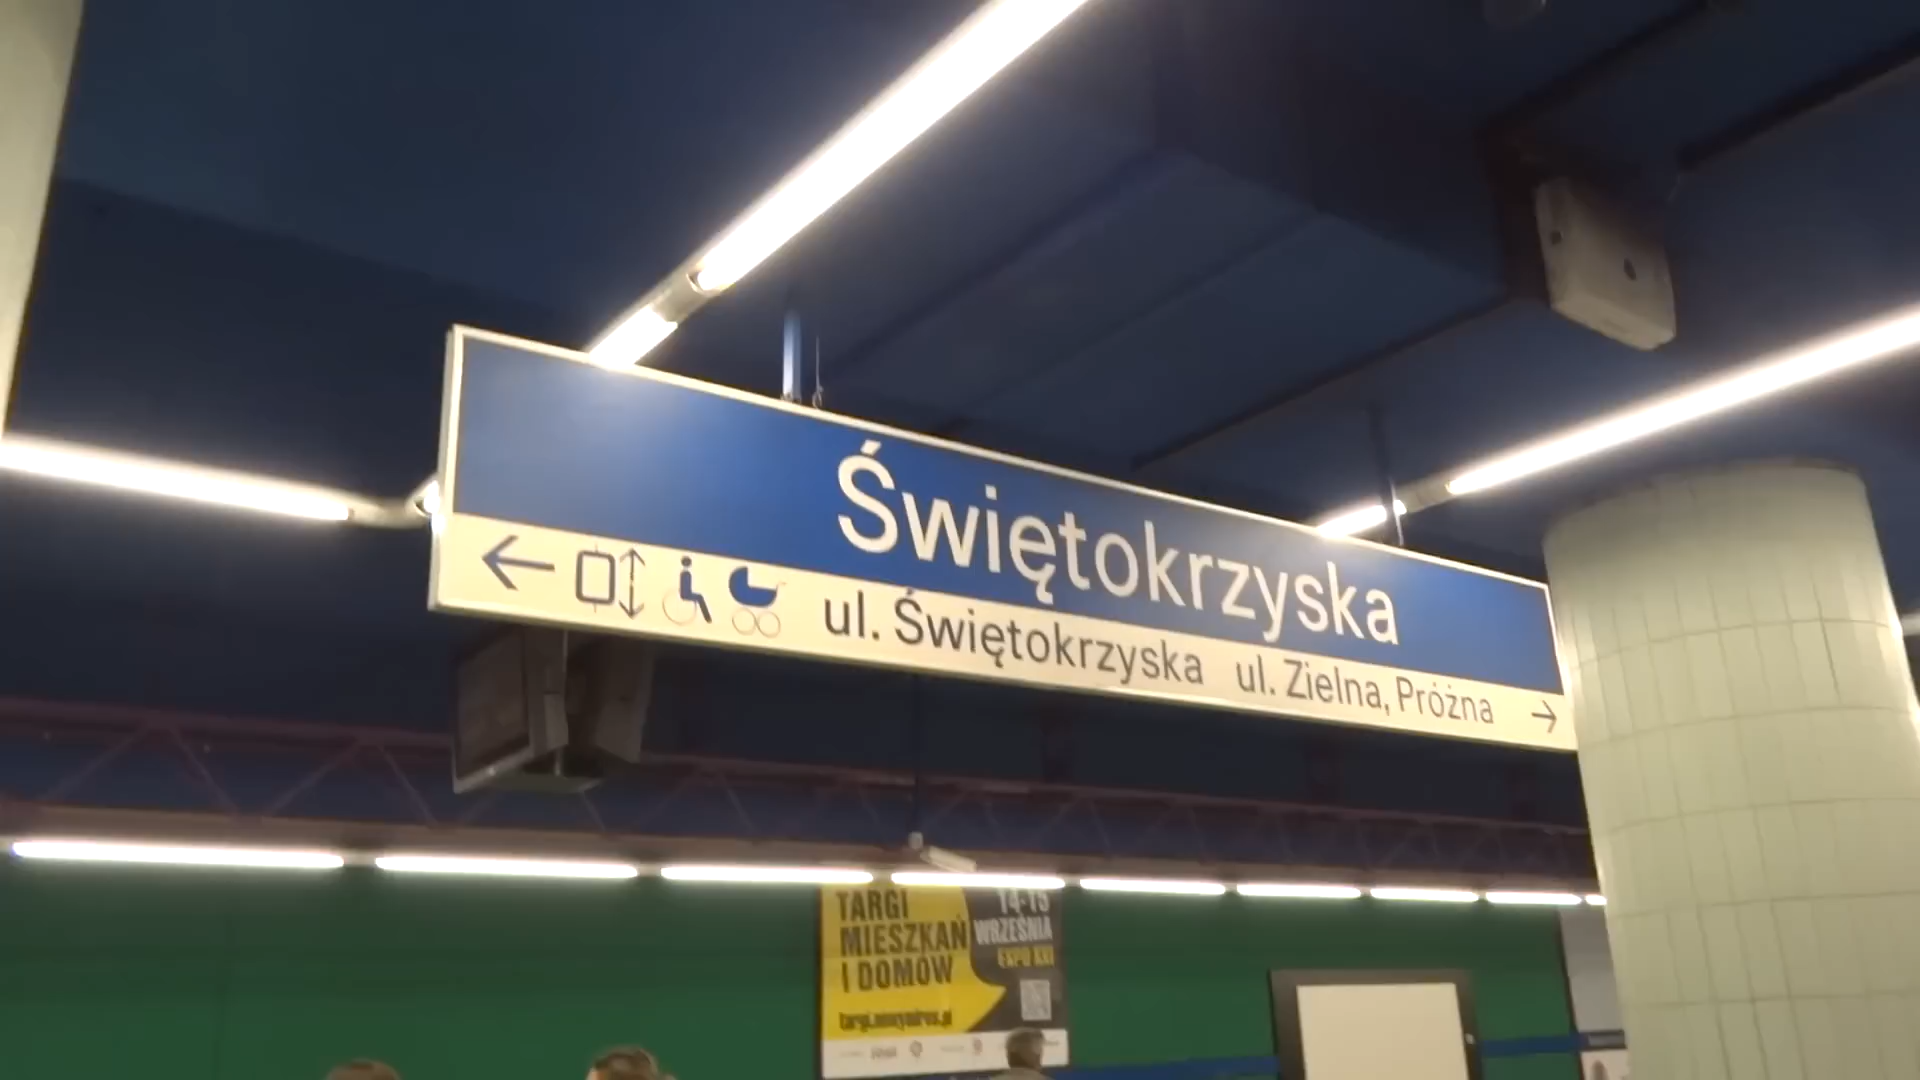 Świętokrzyska
ul. Świętokrzyska ul. Zielna, Próżna
TARGI
MIESZKAŃ
I DOMÓW
14-15
WRZEŚNIA
EXPO XXI